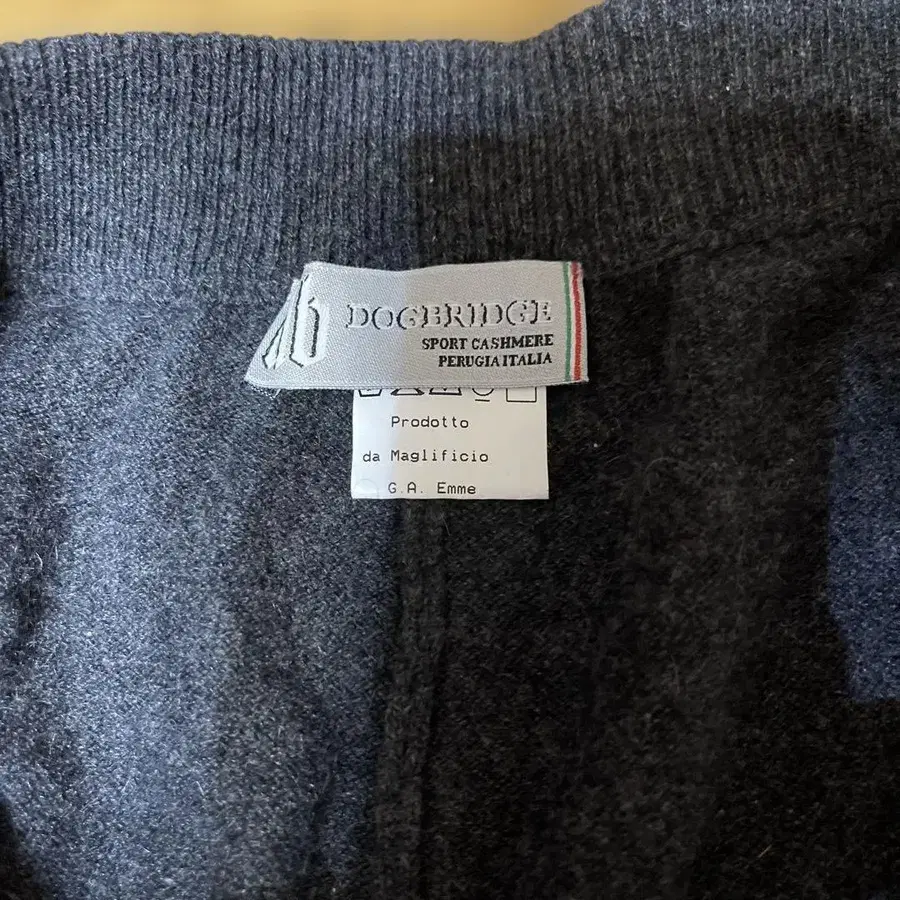 DOGBRIDGE
SPORT CASHMERE
PERUGIA ITALIA
Prodotto
da Maglificio
G.A. Emme